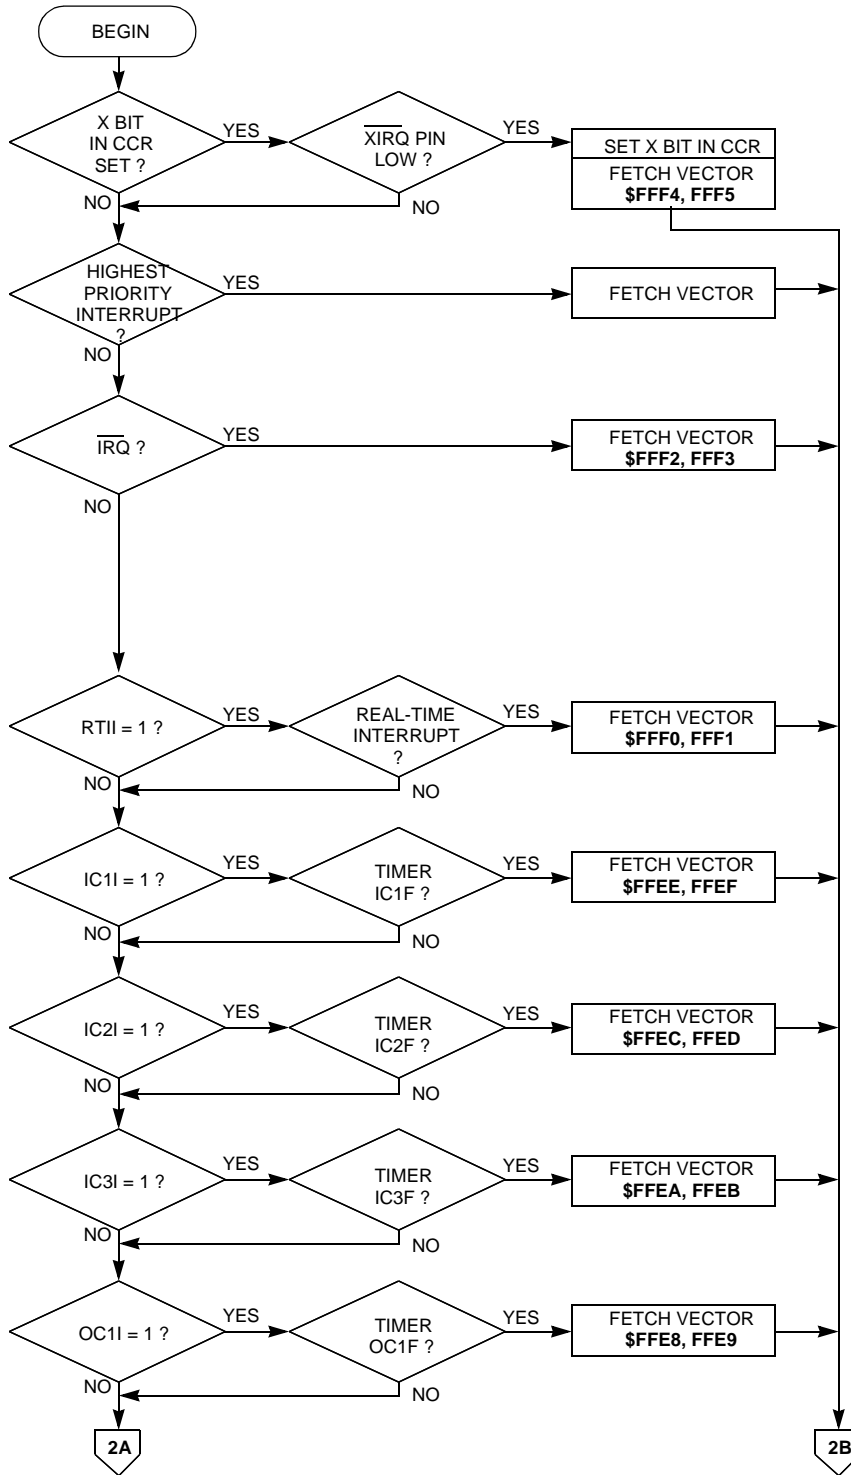 BEGIN
X BIT
IN CCR
SET ?
YES
XIRQ PIN
LOW ?
YES
SET X BIT IN CCR
FETCH VECTOR
$FFF4, FFF5
NO
NO
HIGHEST
PRIORITY
INTERRUPT
?
YES
FETCH VECTOR
NO
IRQ ?
YES
FETCH VECTOR
$FFF2, FFF3
NO
RTII = 1 ?
YES
REAL-TIME
INTERRUPT
?
YES
FETCH VECTOR
$FFF0, FFF1
NO
NO
IC1I = 1 ?
YES
TIMER
IC1F ?
YES
FETCH VECTOR
$FFEE, FFEF
NO
NO
IC2I = 1 ?
YES
TIMER
IC2F ?
YES
FETCH VECTOR
$FFEC, FFED
NO
NO
IC3I = 1 ?
YES
TIMER
IC3F ?
YES
FETCH VECTOR
$FFEA, FFEB
NO
NO
OC1I = 1 ?
YES
TIMER
OC1F ?
YES
FETCH VECTOR
$FFE8, FFE9
NO
NO
2A
2B